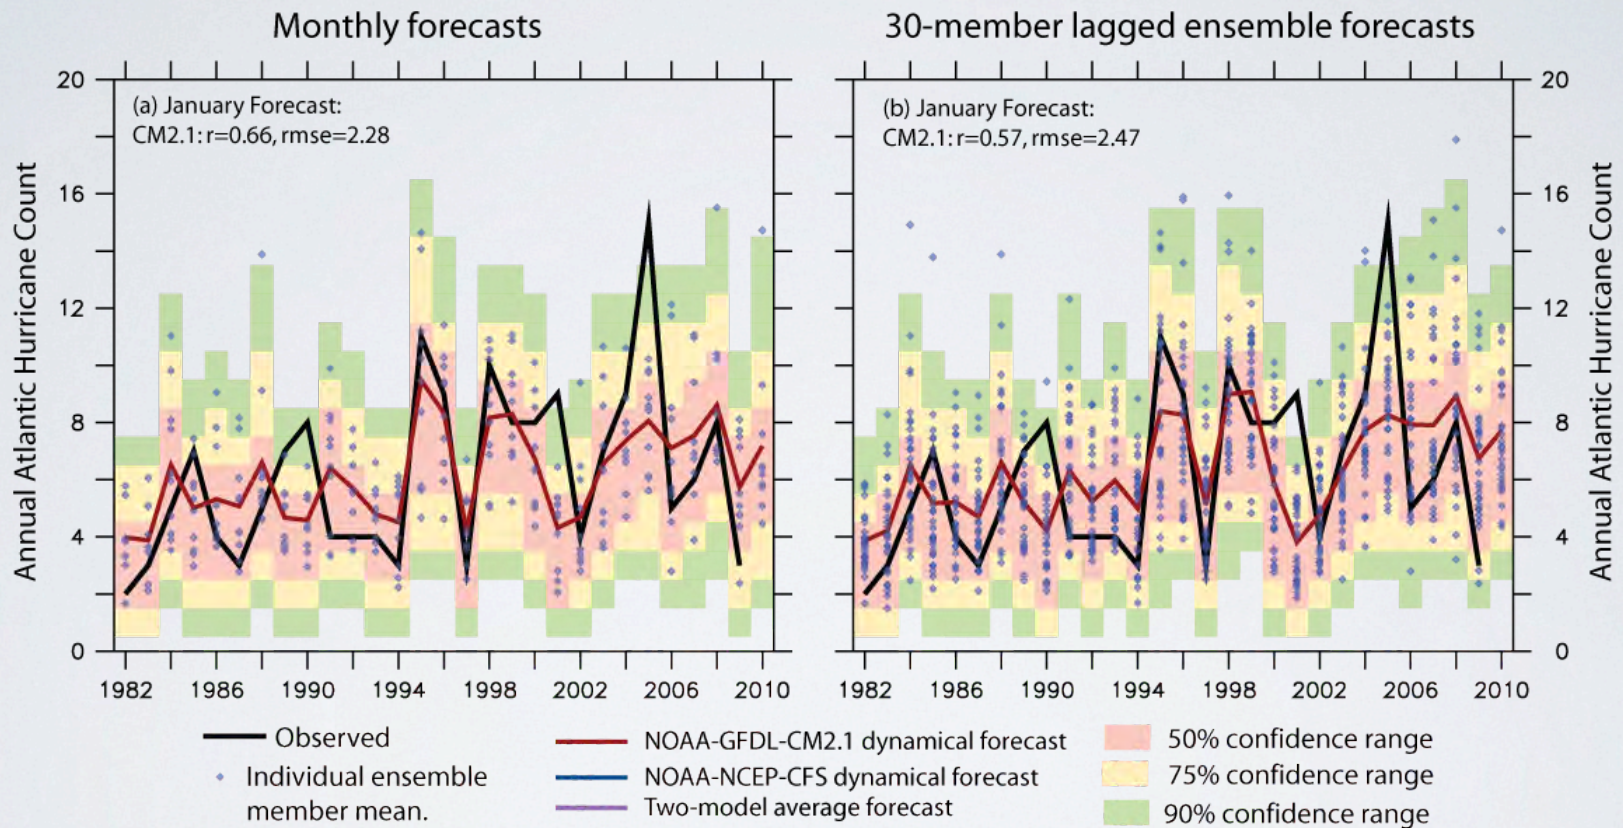 Monthly forecasts
30-member lagged ensemble forecasts
(a) January Forecast:
CM2.1: r=0.66, rmse=2.28
(b) January Forecast:
CM2.1: r=0.57, rmse=2.47
Annual Atlantic Hurricane Count
20
16
12
8
4
0
1982 1986 1990 1994 1998 2002 2006 2010
20
16
12
8
4
0
1982 1986 1990 1994 1998 2002 2006 2010
Annual Atlantic Hurricane Count
Observed
Individual ensemble
member mean.
NOAA-GFDL-CM2.1 dynamical forecast
NOAA-NCEP-CFS dynamical forecast
Two-model average forecast
50% confidence range
75% confidence range
90% confidence range